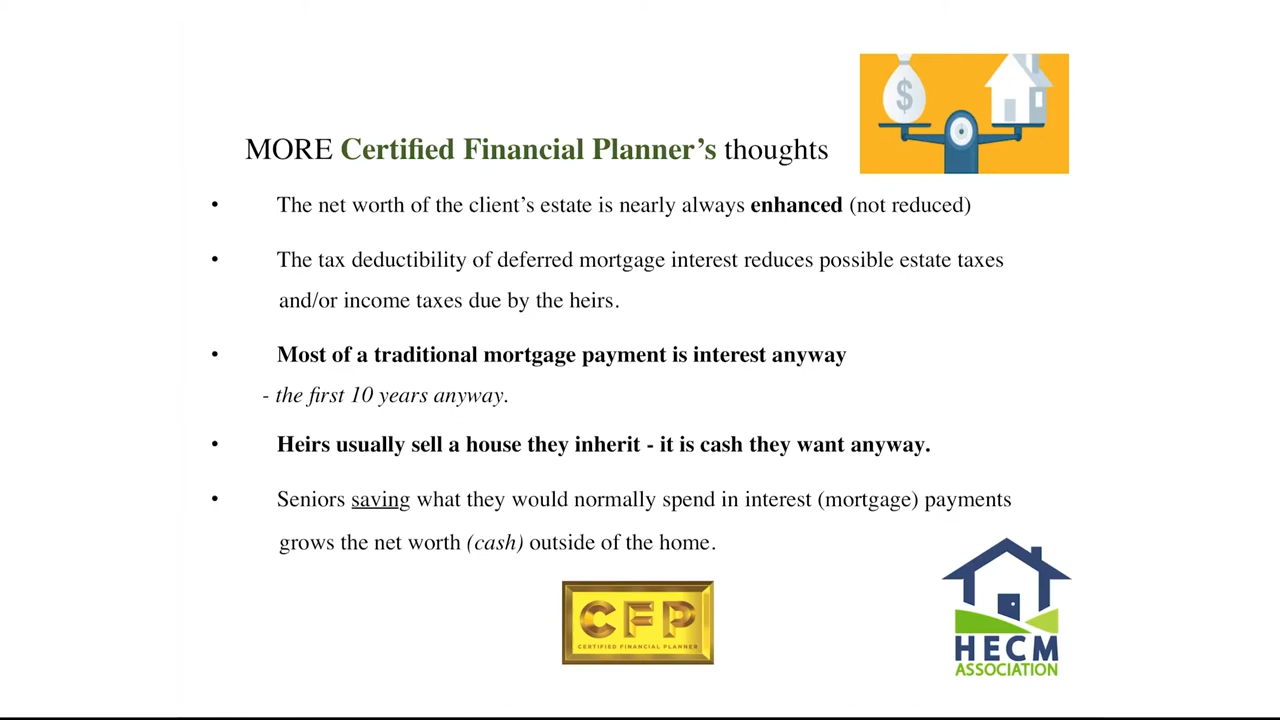 MORE Certified Financial Planner’s thoughts
$
• The net worth of the client’s estate is nearly always enhanced (not reduced)
• The tax deductibility of deferred mortgage interest reduces possible estate taxes
and/or income taxes due by the heirs.
• Most of a traditional mortgage payment is interest anyway
- the first 10 years anyway.
• Heirs usually sell a house they inherit - it is cash they want anyway.
• Seniors saving what they would normally spend in interest (mortgage) payments
grows the net worth (cash) outside of the home.
CFP
CERTIFIED FINANCIAL PLANNER
HECM
ASSOCIATION